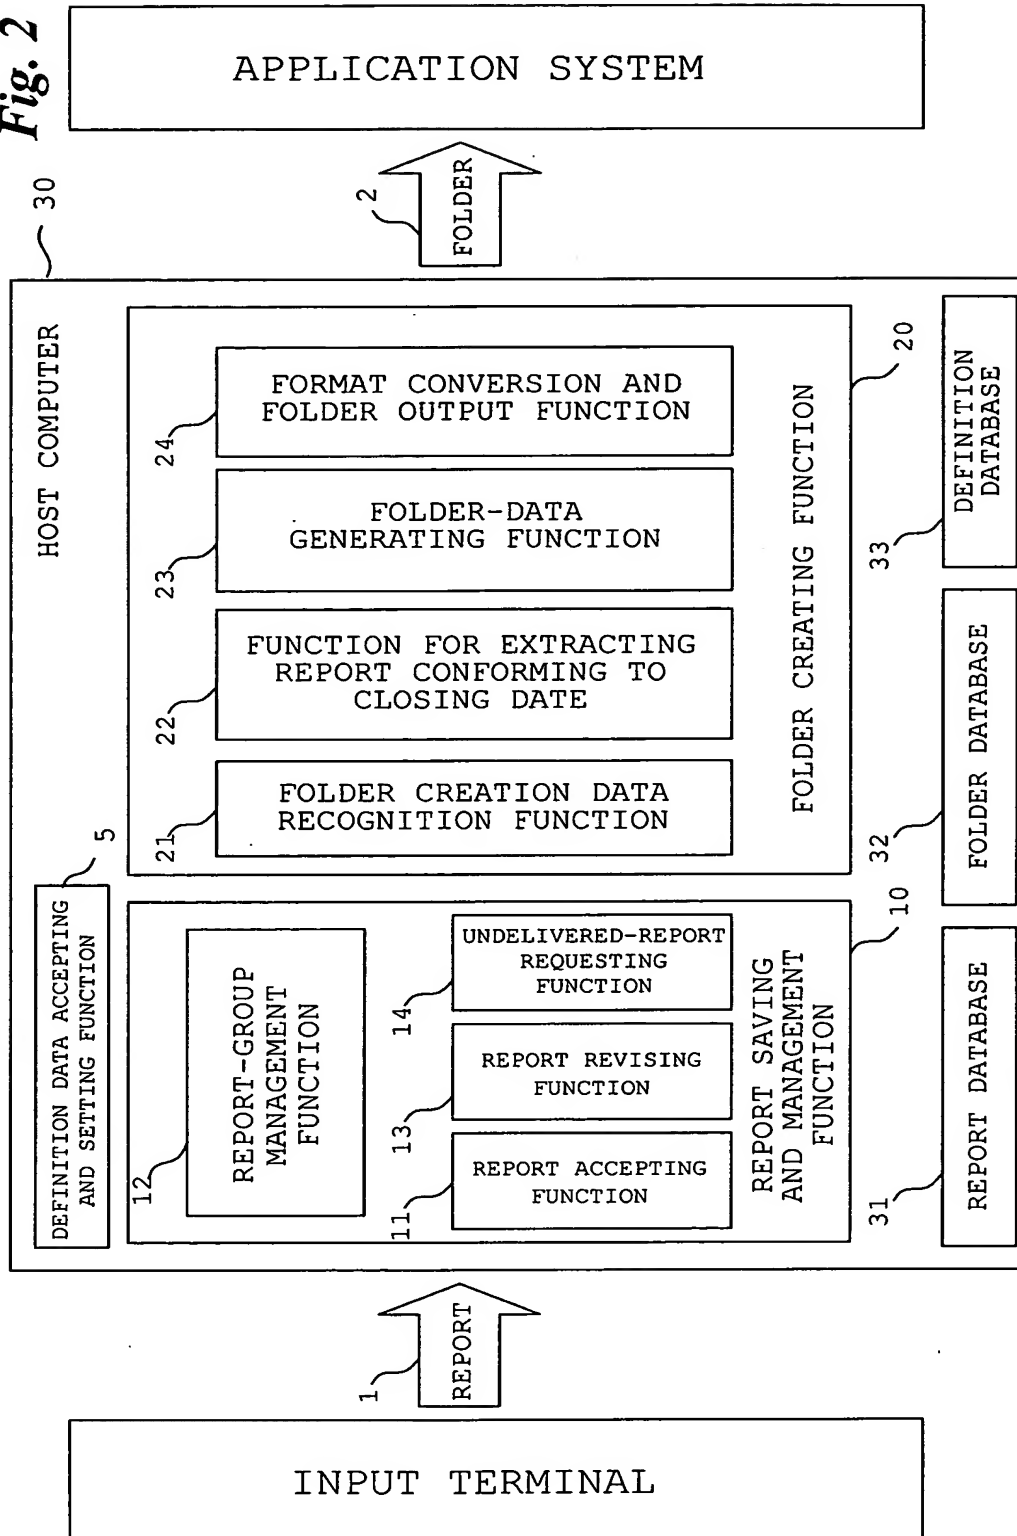 Fig. 2
APPLICATION SYSTEM
2
FOLDER
30
HOST COMPUTER
24
FORMAT CONVERSION AND
FOLDER OUTPUT FUNCTION
23
FOLDER-DATA
GENERATING FUNCTION
22
FUNCTION FOR EXTRACTING
REPORT CONFORMING TO
CLOSING DATE
21
FOLDER CREATION DATA
RECOGNITION FUNCTION
FOLDER CREATING FUNCTION
20
5
DEFINITION DATA ACCEPTING
AND SETTING FUNCTION
12
REPORT-GROUP
MANAGEMENT
FUNCTION
14
UNDELIVERED-REPORT
REQUESTING
FUNCTION
13
REPORT REVISING
FUNCTION
11
REPORT ACCEPTING
FUNCTION
REPORT SAVING
AND MANAGEMENT
FUNCTION
10
33
DEFINITION
DATABASE
32
FOLDER DATABASE
31
REPORT DATABASE
1
REPORT
INPUT TERMINAL